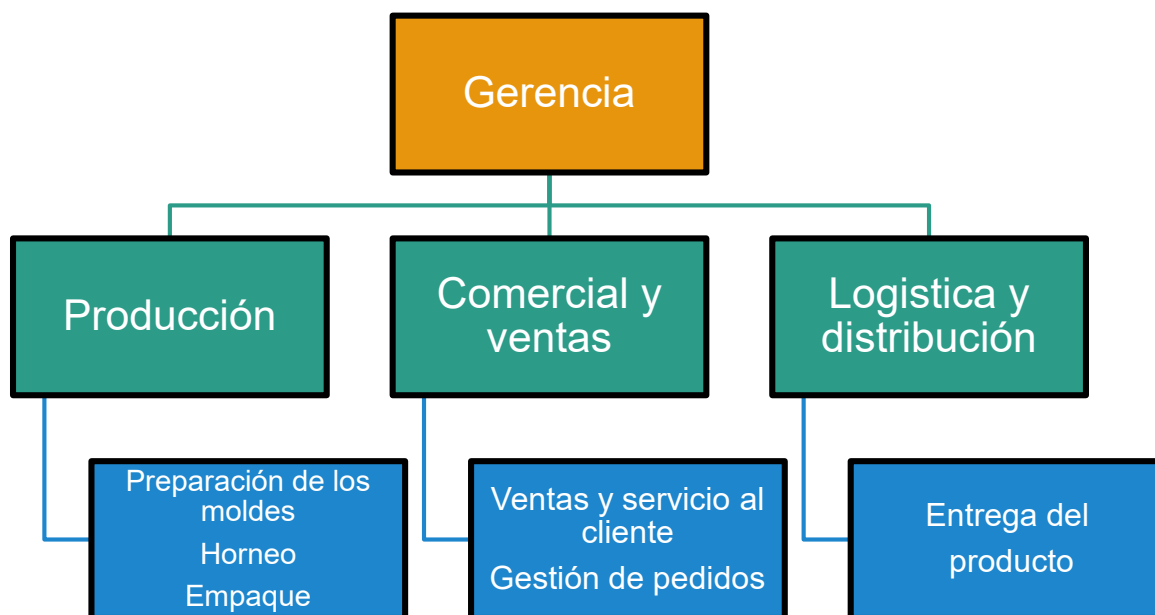 Gerencia
Producción
Comercial y
ventas
Logistica y
distribución
Preparación de los
moldes
Horneo
Empaque
Ventas y servicio al
cliente
Gestión de pedidos
Entrega del
producto